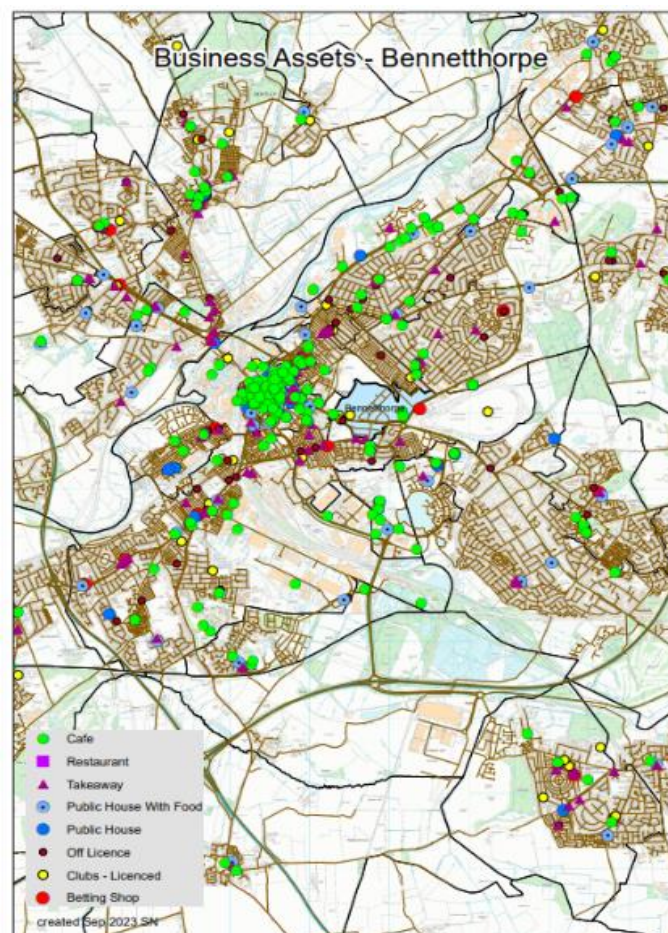 Business Assets - Bennetthorpe
Bennetthorpe
Cafe
Restaurant
Takeaway
Public House With Food
Public House
Off Licence
Clubs - Licenced
Betting Shop
created Sep 2023 SN